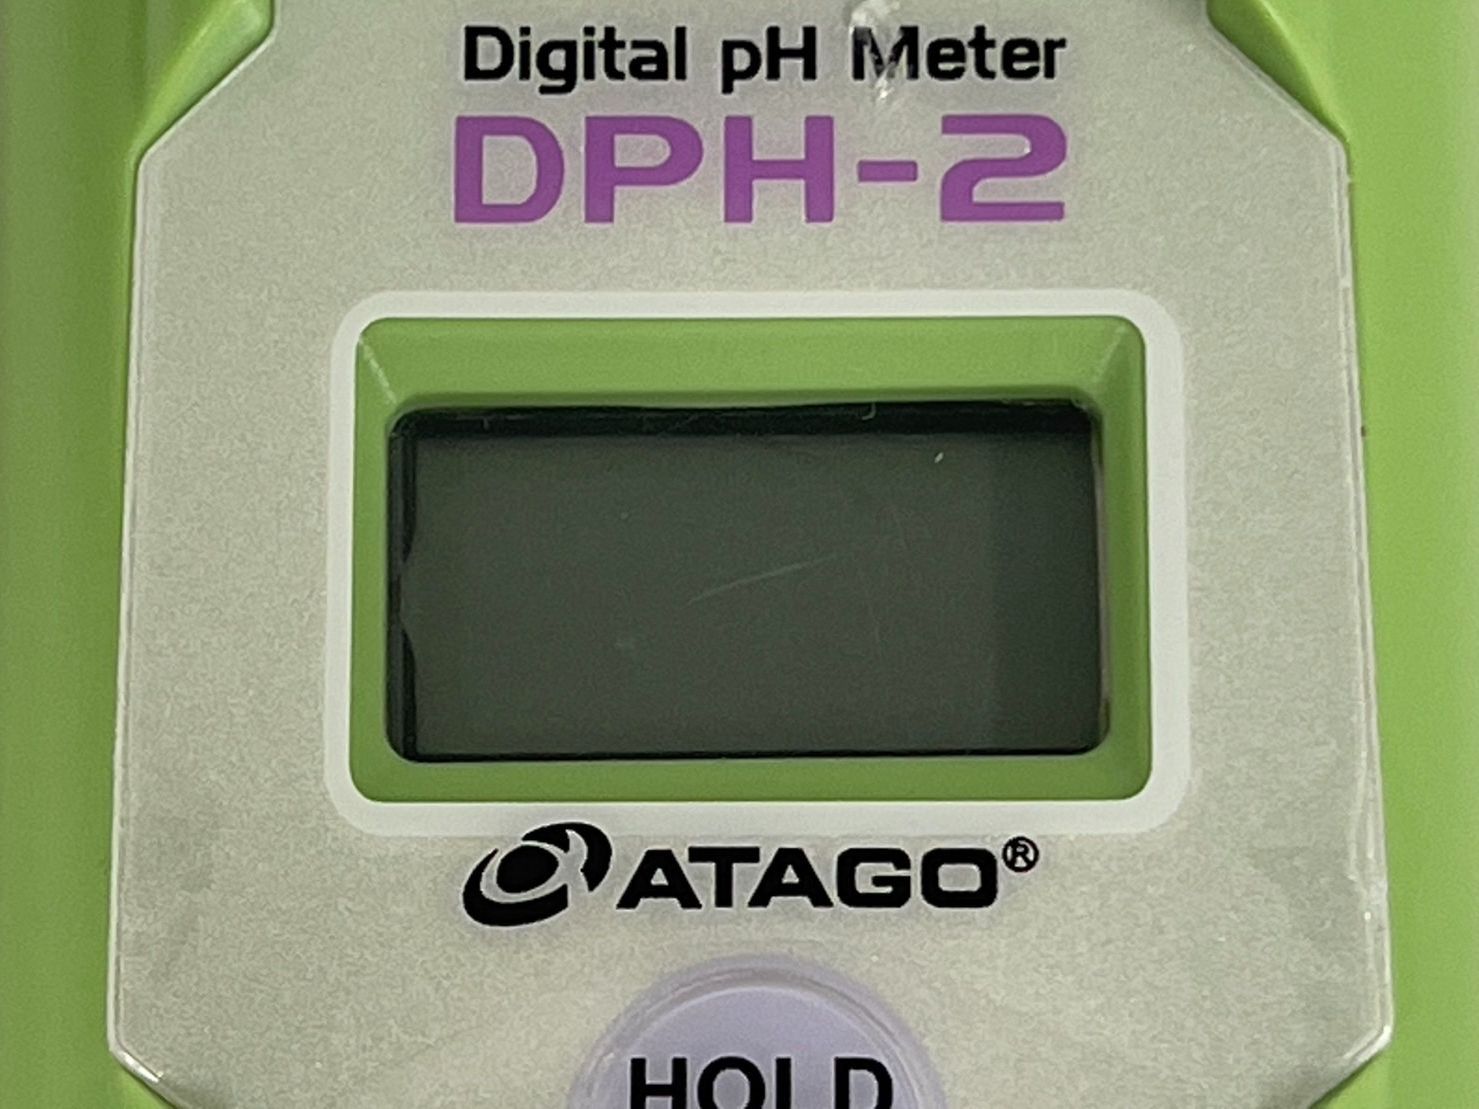 Digital pH Meter
DPH-2
ATAGO®
HOLD